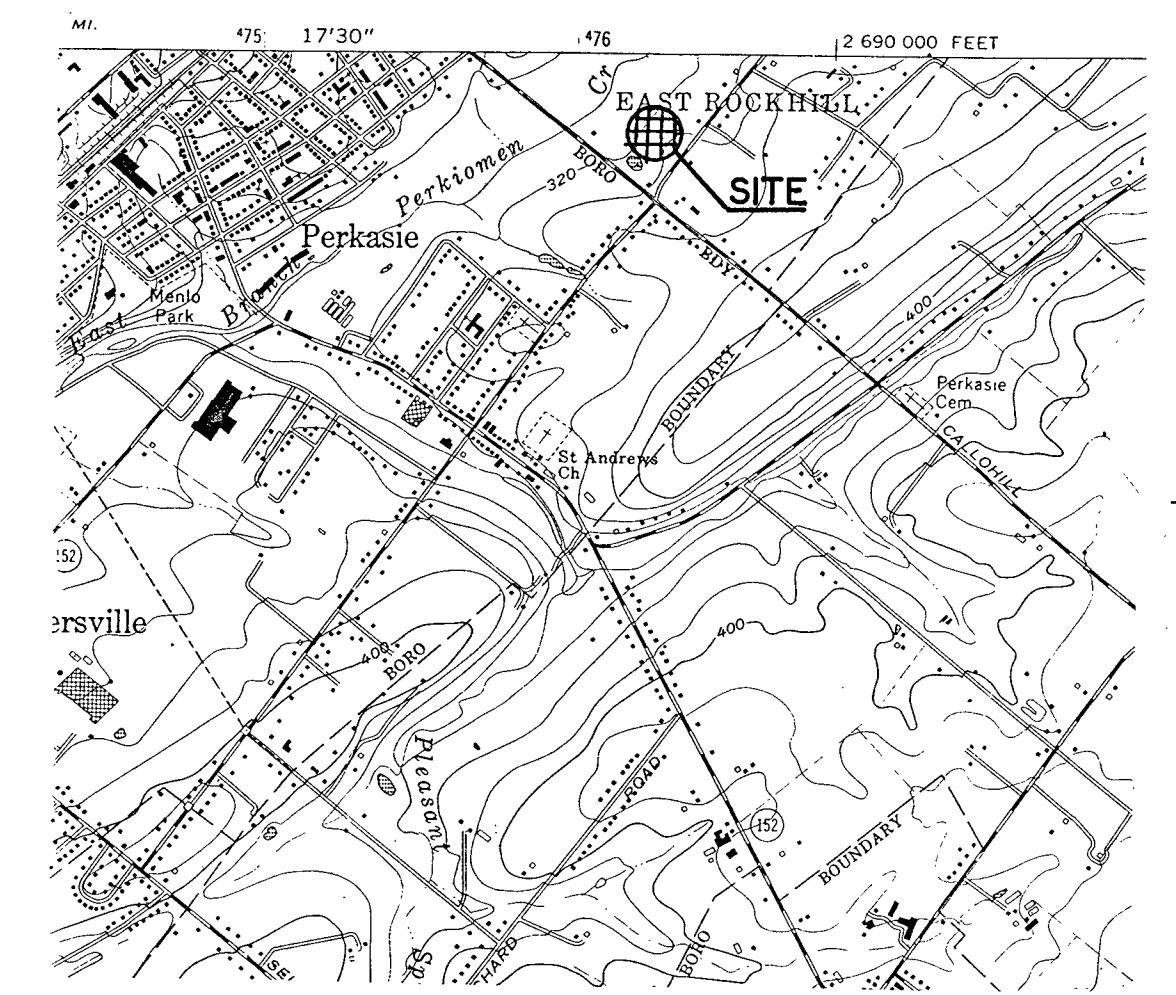 MI.
475 17'30"
476
2 690 000 FEET
Cr
EAST ROCKHILL
BORO
320
Perkiomen
SITE
Perkasie
BDY
Menlo
Park
Branch
East
400
BOUNDARY
Perkasie
Cem
CALLOHILL
St Andrews
Ch
152
ersville
400
BORO
400
Pleasant
ROAD
152
BOUNDARY
BORO
HARD
Sp